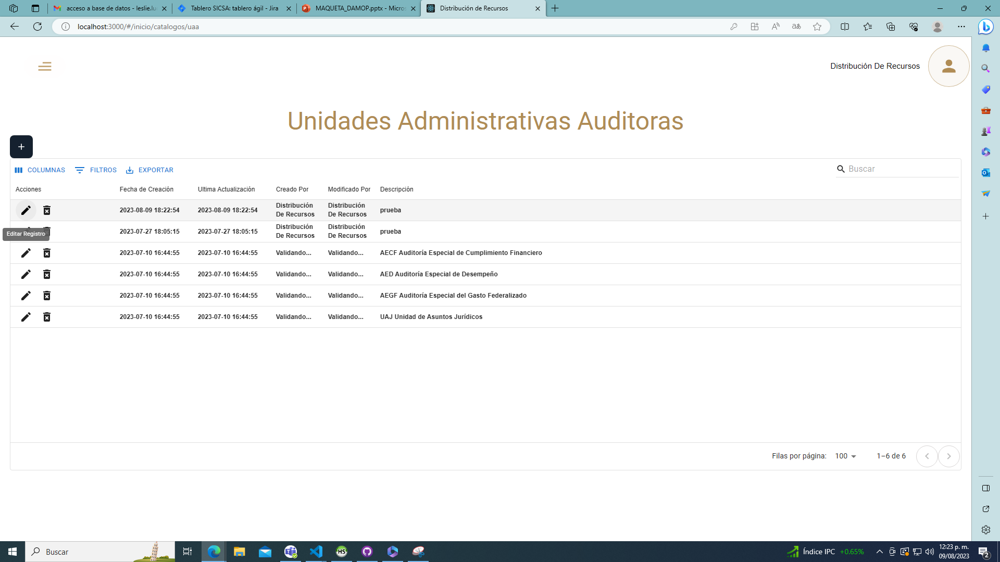 acceso a base de datos - leslie.lu
Tablero SICSA: tablero ágil - Jira
MAQUETA_DAMOP.pptx - Micros
Distribución de Recursos
localhost:3000/#/inicio/catalogos/uaa
Distribución De Recursos
Unidades Administrativas Auditoras
+
COLUMNAS FILTROS EXPORTAR Buscar
Acciones Fecha de Creación Ultima Actualización Creado Por Modificado Por Descripción
2023-08-09 18:22:54 2023-08-09 18:22:54 Distribución De Recursos Distribución De Recursos prueba
Editar Registro
2023-07-27 18:05:15 2023-07-27 18:05:15 Distribución De Recursos Distribución De Recursos prueba
2023-07-10 16:44:55 2023-07-10 16:44:55 Validando... Validando... AECF Auditoría Especial de Cumplimiento Financiero
2023-07-10 16:44:55 2023-07-10 16:44:55 Validando... Validando... AED Auditoría Especial de Desempeño
2023-07-10 16:44:55 2023-07-10 16:44:55 Validando... Validando... AEGF Auditoría Especial del Gasto Federalizado
2023-07-10 16:44:55 2023-07-10 16:44:55 Validando... Validando... UAJ Unidad de Asuntos Jurídicos
Filas por página: 100 1–6 de 6
Buscar
HS
Índice IPC +0.65%
12:23 p. m.
09/08/2023
2